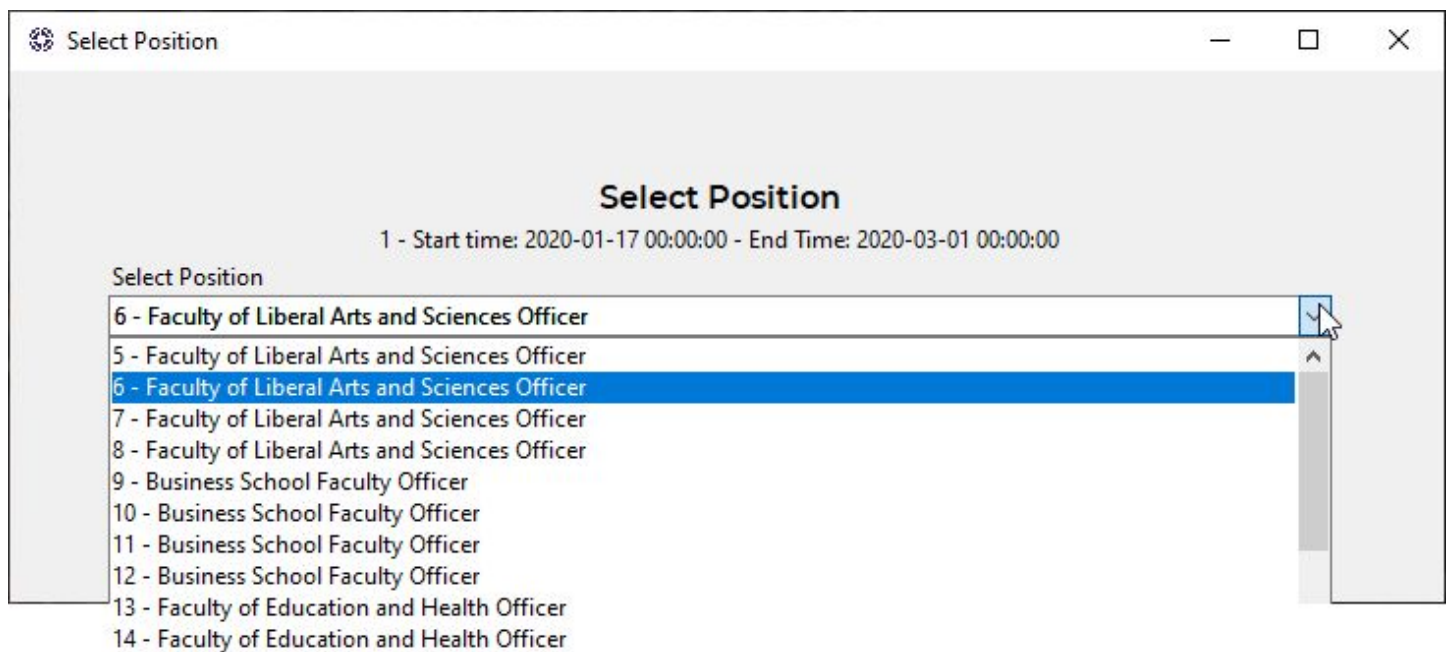 Select Position
Select Position
1 - Start time: 2020-01-17 00:00:00 - End Time: 2020-03-01 00:00:00
Select Position
6 - Faculty of Liberal Arts and Sciences Officer
5 - Faculty of Liberal Arts and Sciences Officer
6 - Faculty of Liberal Arts and Sciences Officer
7 - Faculty of Liberal Arts and Sciences Officer
8 - Faculty of Liberal Arts and Sciences Officer
9 - Business School Faculty Officer
10 - Business School Faculty Officer
11 - Business School Faculty Officer
12 - Business School Faculty Officer
13 - Faculty of Education and Health Officer
14 - Faculty of Education and Health Officer